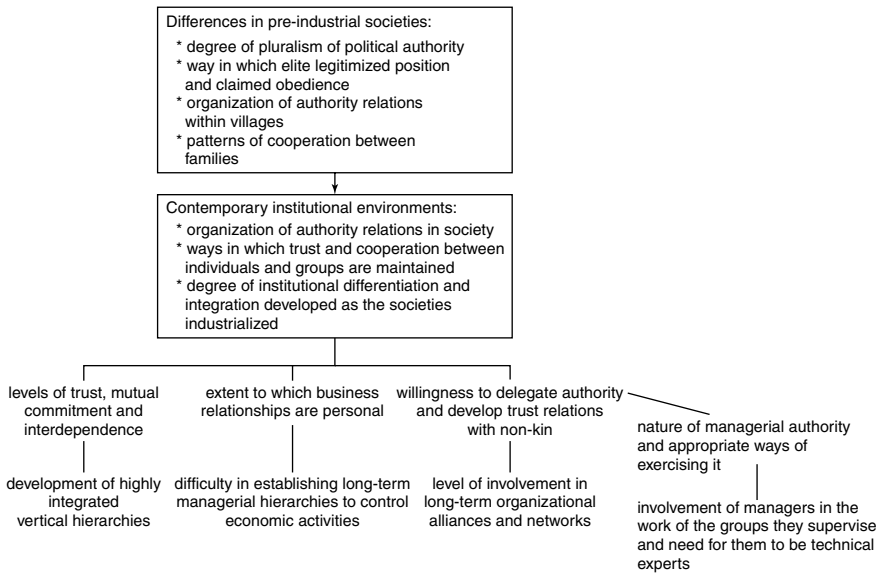 Differences in pre-industrial societies:
* degree of pluralism of political authority
* way in which elite legitimized position
and claimed obedience
* organization of authority relations
within villages
* patterns of cooperation between
families
Contemporary institutional environments:
* organization of authority relations in society
* ways in which trust and cooperation between
individuals and groups are maintained
* degree of institutional differentiation and
integration developed as the societies
industrialized
levels of trust, mutual
commitment and
interdependence
extent to which business
relationships are personal
willingness to delegate authority
and develop trust relations
with non-kin
nature of managerial authority
and appropriate ways of
exercising it
development of highly
integrated
vertical hierarchies
difficulty in establishing long-term
managerial hierarchies to control
economic activities
level of involvement in
long-term organizational
alliances and networks
involvement of managers in the
work of the groups they supervise
and need for them to be technical
experts